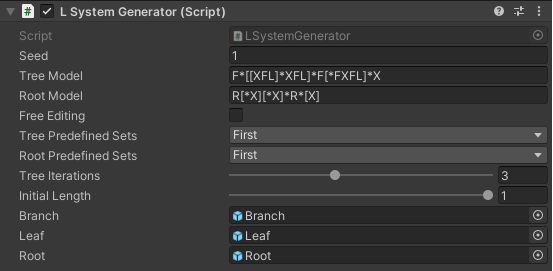 L System Generator (Script)
Script LSystemGenerator
Seed 1
Tree Model F*[[XFL]*XFL]*F[*FXFL]*X
Root Model R[*X][*X]*R*[X]
Free Editing
Tree Predefined Sets First
Root Predefined Sets First
Tree Iterations 3
Initial Length 1
Branch Branch
Leaf Leaf
Root Root